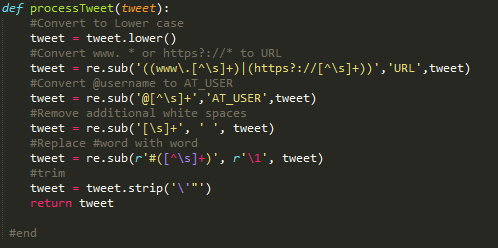 def processTweet(tweet):
    #Convert to Lower case
    tweet = tweet.lower()
    #Convert www. * or https?://* to URL
    tweet = re.sub('((www\.[^\s]+)|(https?://[^\s]+))','URL',tweet)
    #Convert @username to AT_USER
    tweet = re.sub('@[^\s]+','AT_USER',tweet)
    #Remove additional white spaces
    tweet = re.sub('[\s]+', ' ', tweet)
    #Replace #word with word
    tweet = re.sub(r'#([^\s]+)', r'\1', tweet)
    #trim
    tweet = tweet.strip('\'"')
    return tweet
#end